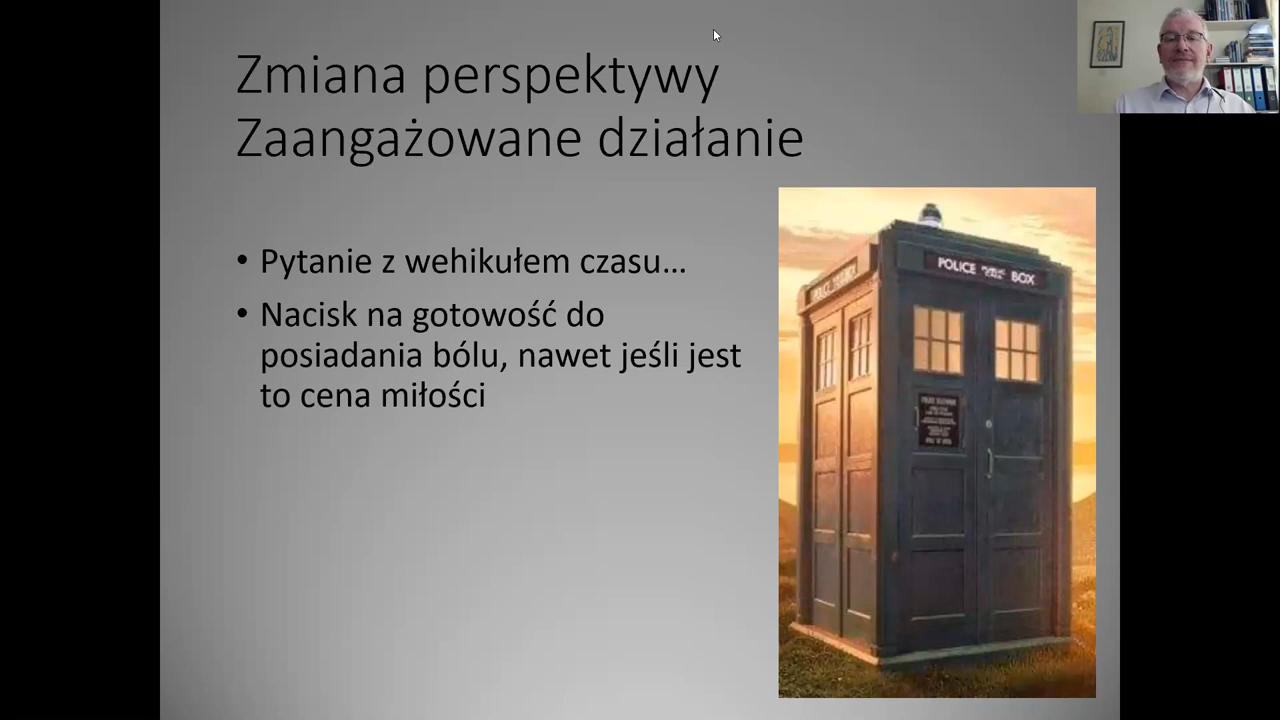 Zmiana perspektywy
Zaangażowane działanie
• Pytanie z wehikułem czasu...
• Nacisk na gotowość do
posiadania bólu, nawet jeśli jest
to cena miłości
POLICE BOX